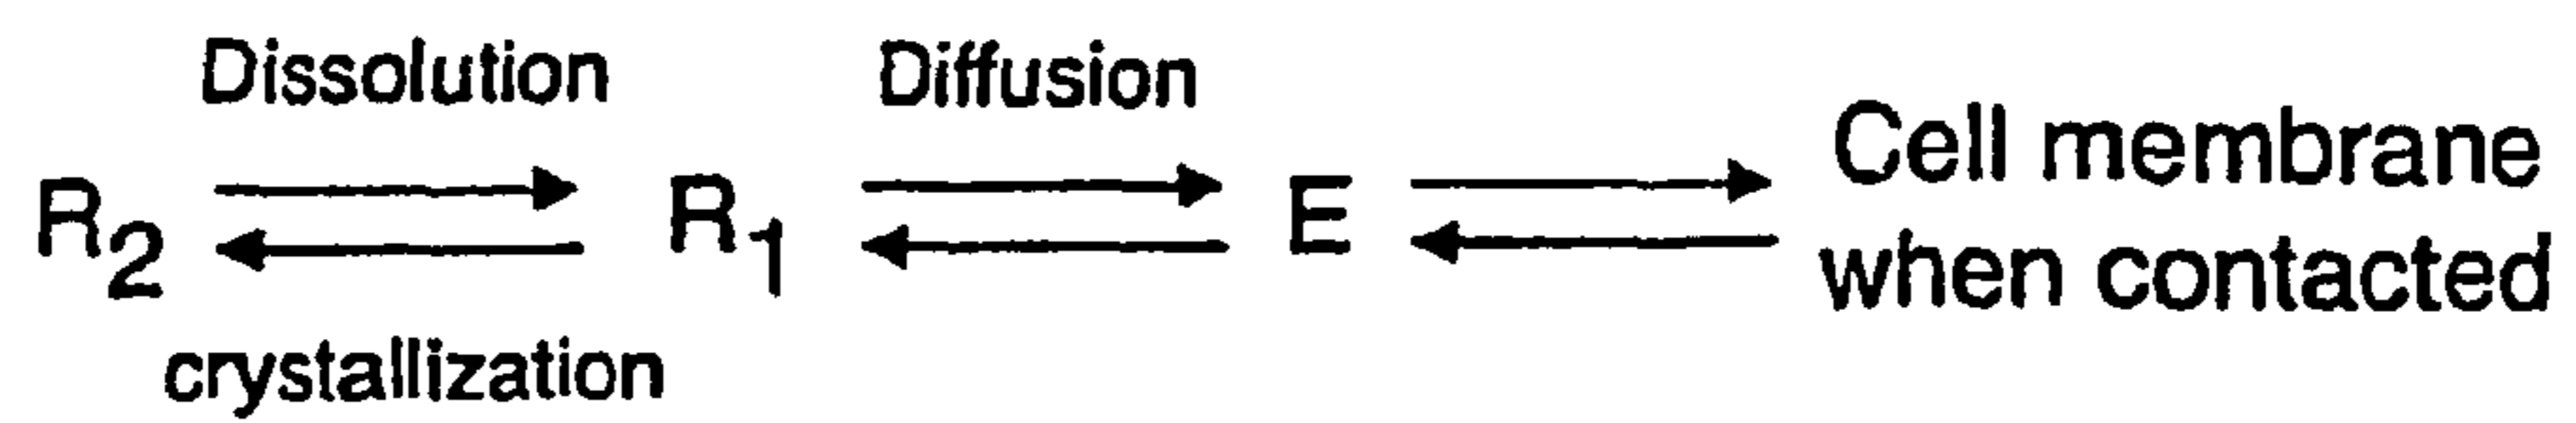 Dissolution Diffusion
R2 R1 E Cell membrane
when contacted
crystallization